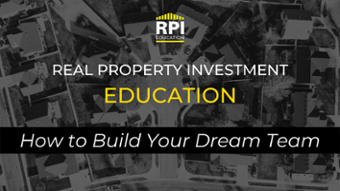 RPI
EDUCATION
REAL PROPERTY INVESTMENT
EDUCATION
How to Build Your Dream Team